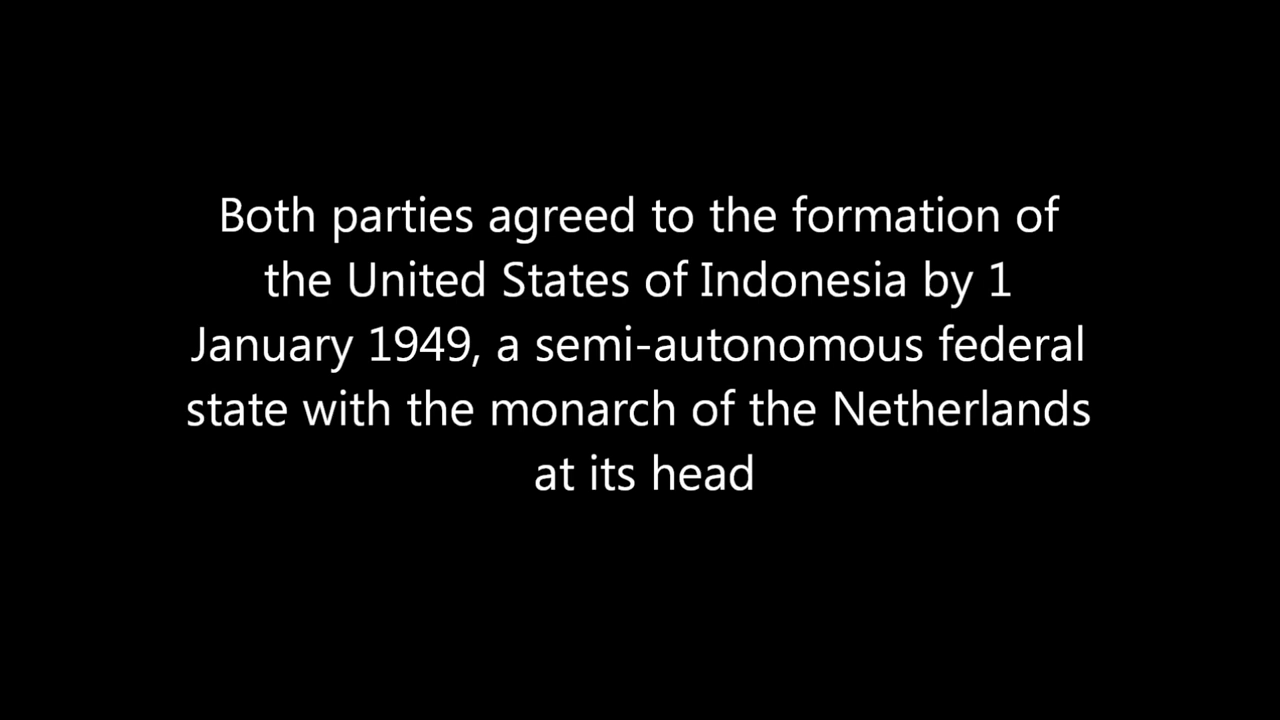 Both parties agreed to the formation of
the United States of Indonesia by 1
January 1949, a semi-autonomous federal
state with the monarch of the Netherlands
at its head